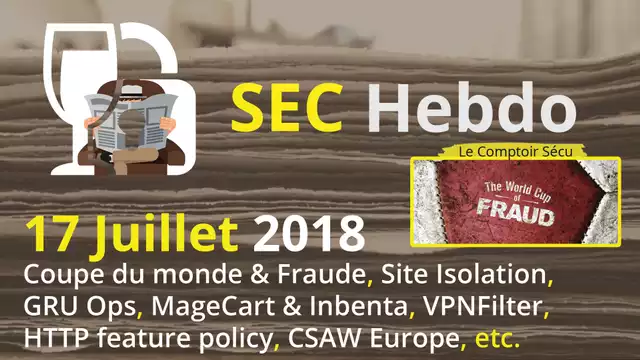 SEC Hebdo
Le Comptoir Sécu
The World Cup
of
FRAUD
17 Juillet 2018
Coupe du monde & Fraude, Site Isolation,
GRU Ops, MageCart & Inbenta, VPNFilter,
HTTP feature policy, CSAW Europe, etc.